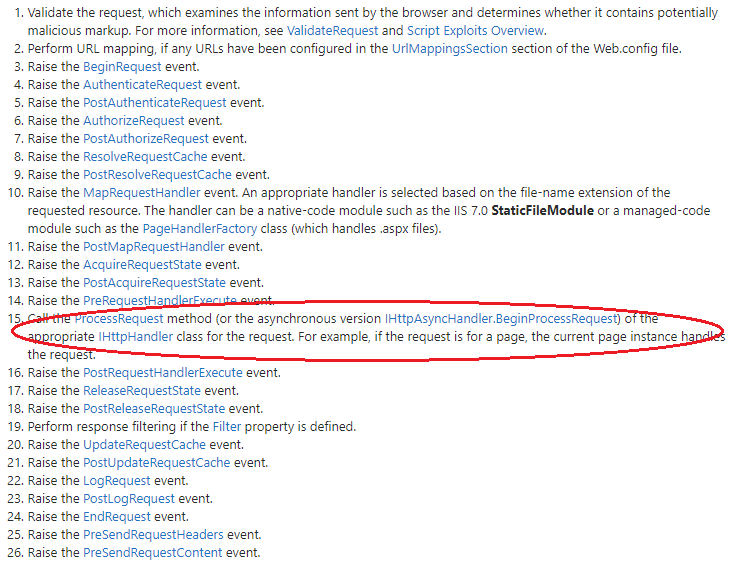 1. Validate the request, which examines the information sent by the browser and determines whether it contains potentially
malicious markup. For more information, see ValidateRequest and Script Exploits Overview.
2. Perform URL mapping, if any URLs have been configured in the UrlMappingsSection section of the Web.config file.
3. Raise the BeginRequest event.
4. Raise the AuthenticateRequest event.
5. Raise the PostAuthenticateRequest event.
6. Raise the AuthorizeRequest event.
7. Raise the PostAuthorizeRequest event.
8. Raise the ResolveRequestCache event.
9. Raise the PostResolveRequestCache event.
10. Raise the MapRequestHandler event. An appropriate handler is selected based on the file-name extension of the
requested resource. The handler can be a native-code module such as the IIS 7.0 StaticFileModule or a managed-code
module such as the PageHandlerFactory class (which handles .aspx files).
11. Raise the PostMapRequestHandler event.
12. Raise the AcquireRequestState event.
13. Raise the PostAcquireRequestState event.
14. Raise the PreRequestHandlerExecute event.
15. Call the ProcessRequest method (or the asynchronous version IHttpAsyncHandler.BeginProcessRequest) of the
appropriate IHttpHandler class for the request. For example, if the request is for a page, the current page instance handles
the request.
16. Raise the PostRequestHandlerExecute event.
17. Raise the ReleaseRequestState event.
18. Raise the PostReleaseRequestState event.
19. Perform response filtering if the Filter property is defined.
20. Raise the UpdateRequestCache event.
21. Raise the PostUpdateRequestCache event.
22. Raise the LogRequest event.
23. Raise the PostLogRequest event.
24. Raise the EndRequest event.
25. Raise the PreSendRequestHeaders event.
26. Raise the PreSendRequestContent event.